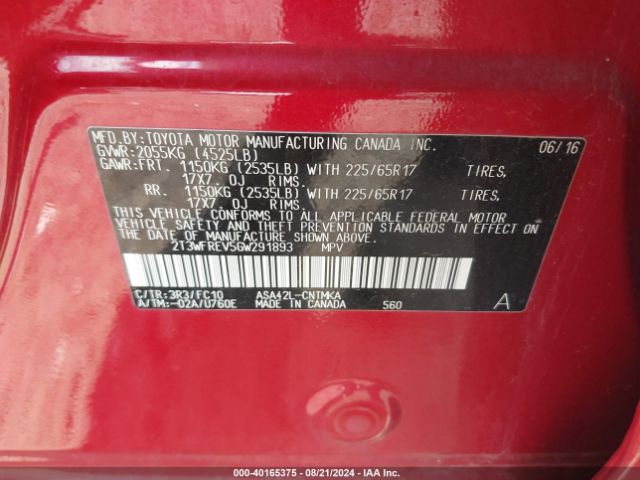 MFD.BY:TOYOTA MOTOR MANUFACTURING CANADA INC. 06/16
GVWR:2055KG (4525LB)
GAWR:FRT. 1150KG (2535LB) WITH 225/65R17 TIRES,
17X7 0J RIMS.
RR. 1150KG (2535LB) WITH 225/65R17 TIRES,
17X7 0J RIMS.
THIS VEHICLE CONFORMS TO ALL APPLICABLE FEDERAL MOTOR
VEHICLE SAFETY AND THEFT PREVENTION STANDARDS IN EFFECT ON THE
DATE OF MANUFACTURE SHOWN ABOVE.
2T3WFREV5GW291893 MPV
C/TR:3R3/FC10 ASA42L-CNTMKA
A/TM:-02A/U760E MADE IN CANADA 560 A
000-40165375 - 08/21/2024 - IAA Inc.